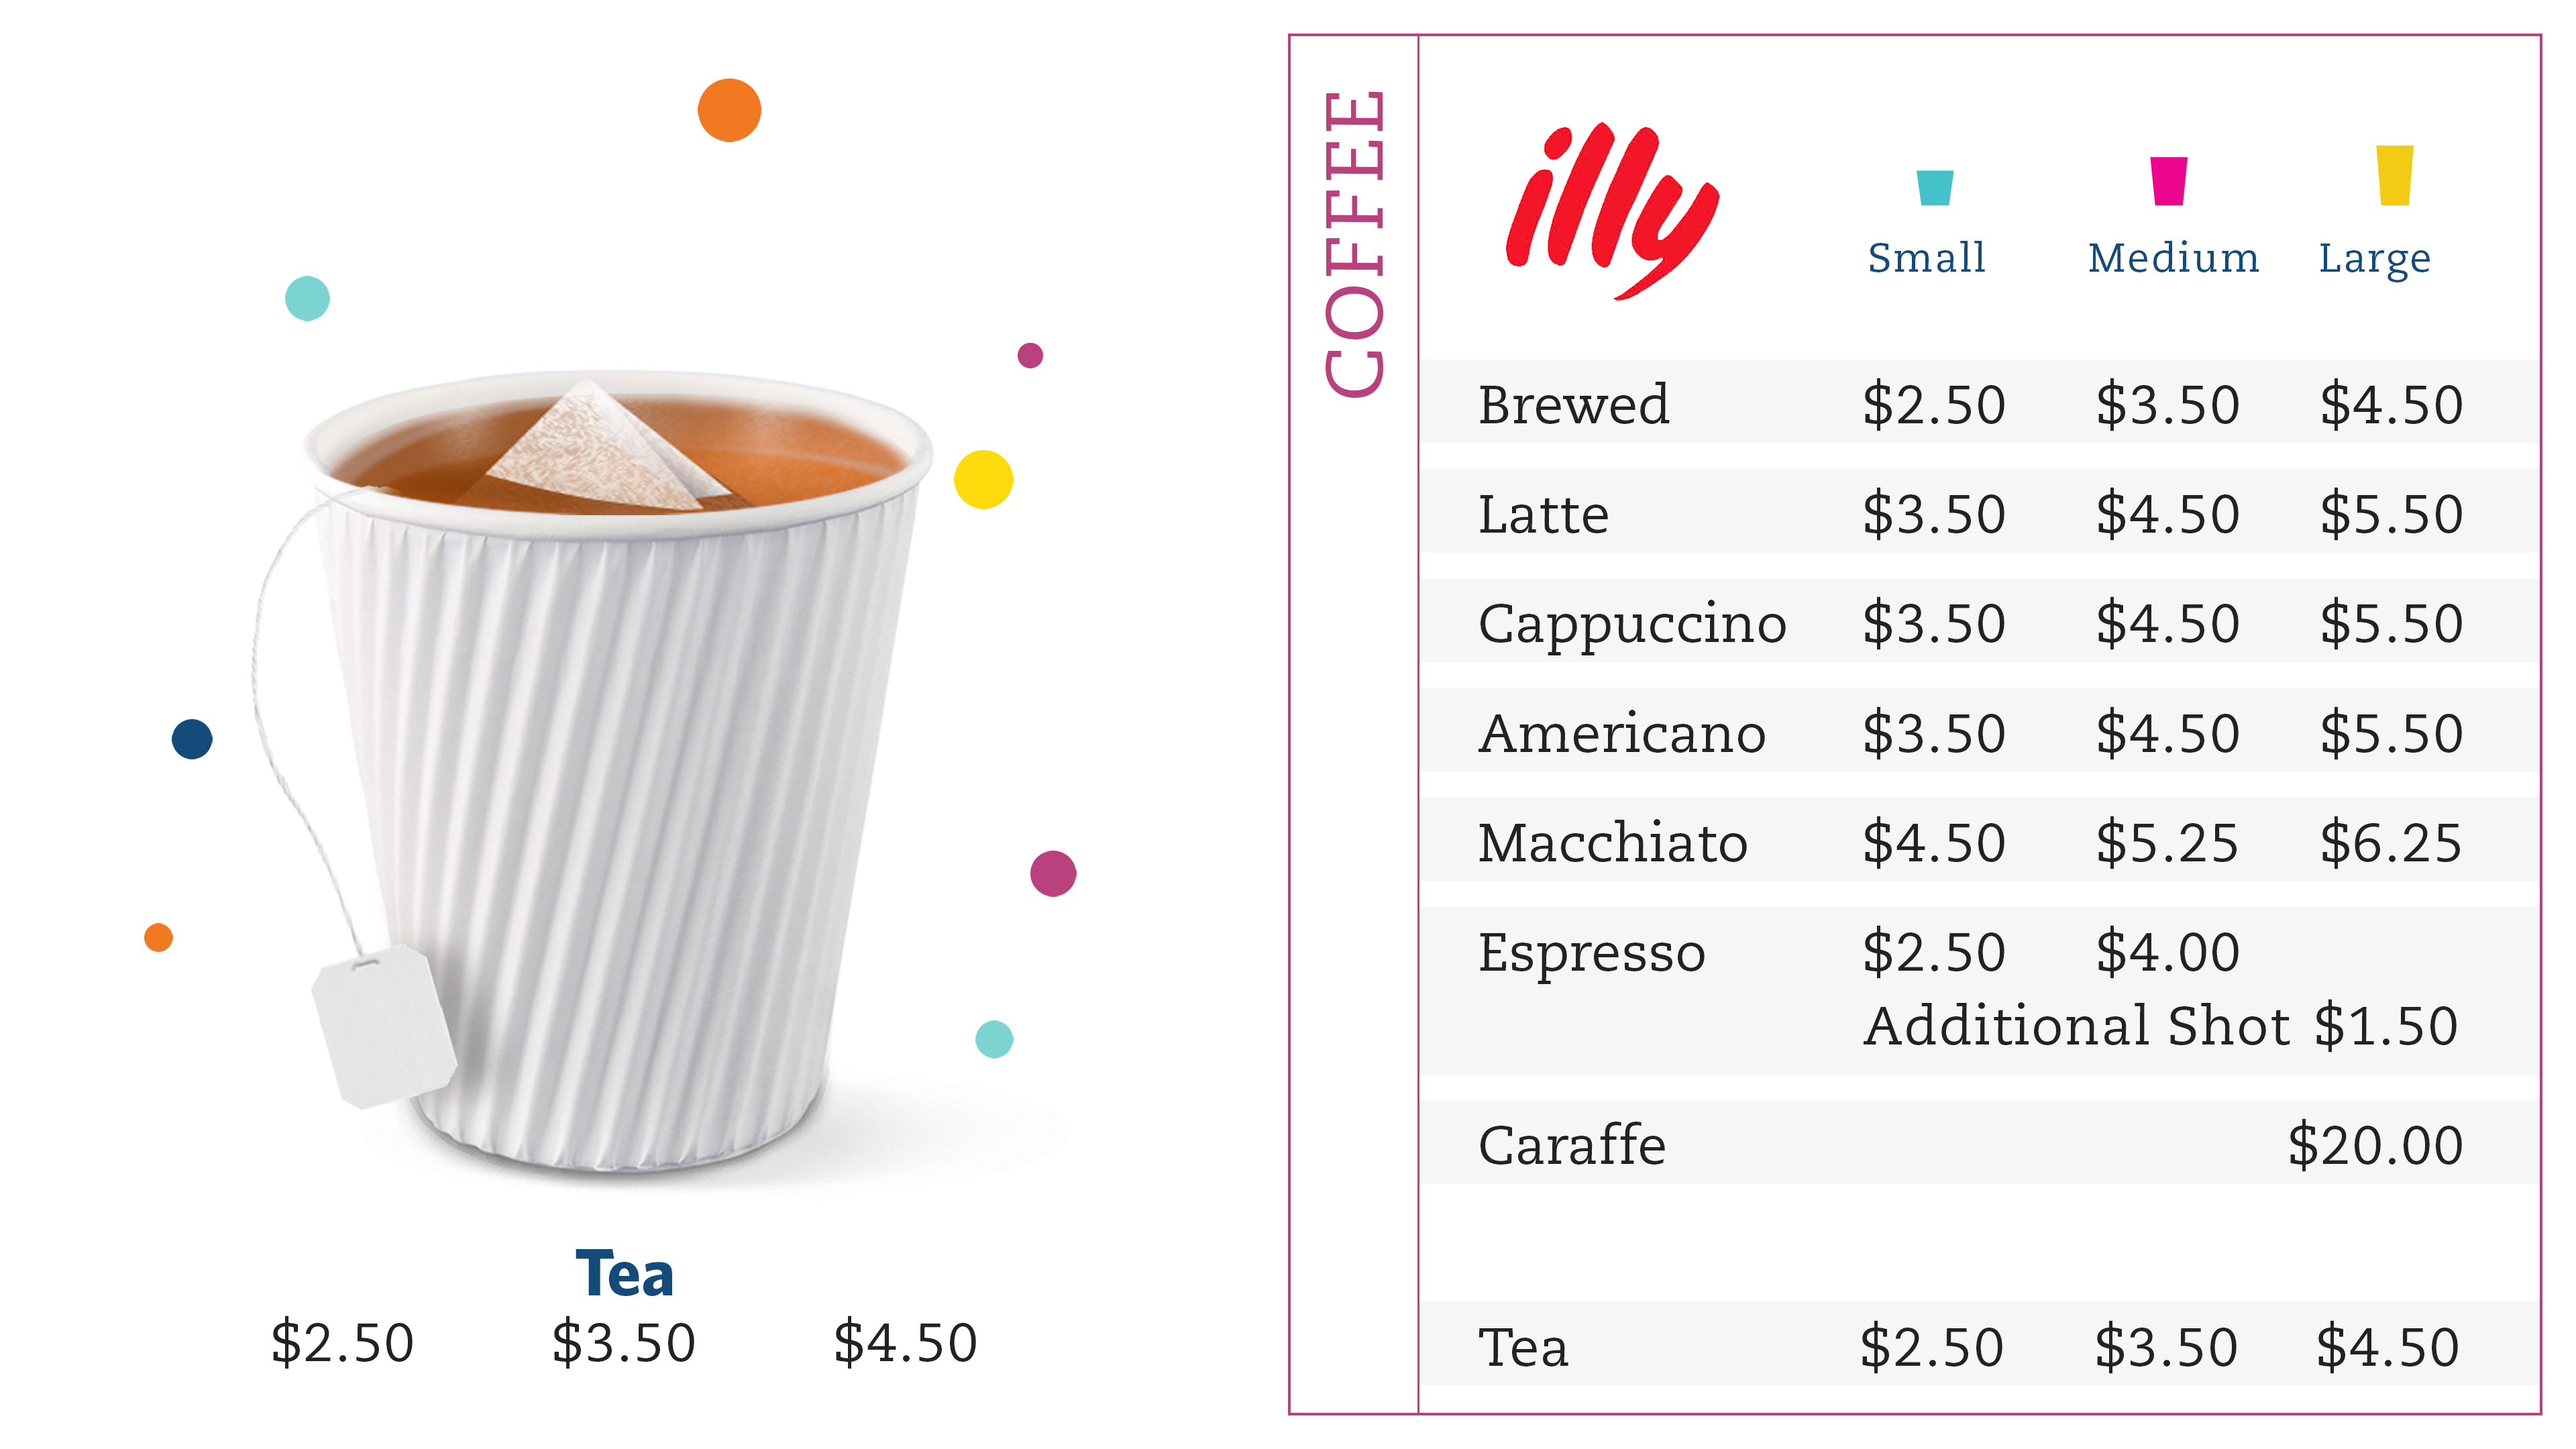 Tea
$2.50 $3.50 $4.50
COFFEE
illy
Small Medium Large
Brewed $2.50 $3.50 $4.50
Latte $3.50 $4.50 $5.50
Cappuccino $3.50 $4.50 $5.50
Americano $3.50 $4.50 $5.50
Macchiato $4.50 $5.25 $6.25
Espresso $2.50 $4.00
Additional Shot $1.50
Caraffe $20.00
Tea $2.50 $3.50 $4.50